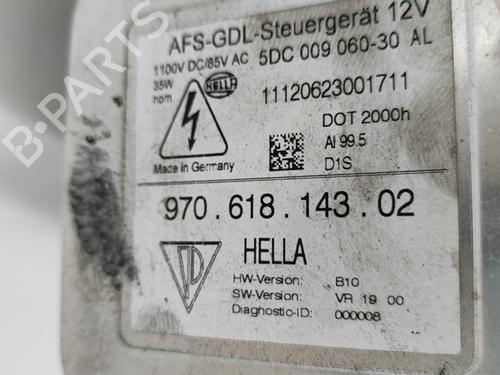 AFS-GDL-Steuergerät 12V
1100V DC/85V AC 5DC 009 060-30 AL
35W
nom
HELLA
11120623001711
DOT 2000h
Al 99.5
D1S
Made in Germany
970.618.143.02
HELLA
HW-Version: B10
SW-Version: VR 19 00
Diagnostic-ID: 000008
B-PARTS